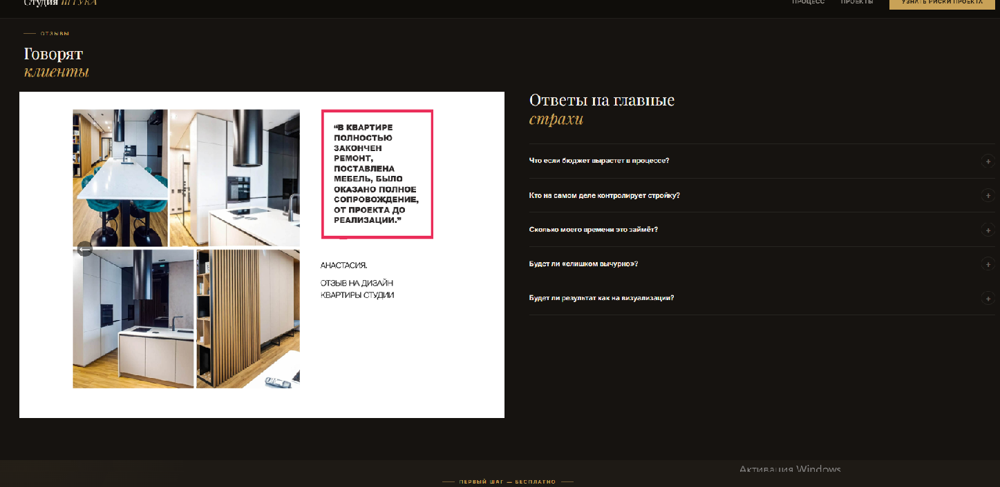 Студия ШТУКА
ПРОЦЕСС
ПРОЕКТЫ
УЗНАТЬ РИСКИ ПРОЕКТА
ОТЗЫВЫ
Говорят
клиенты
“В КВАРТИРЕ
ПОЛНОСТЬЮ
ЗАКОНЧЕН
РЕМОНТ,
ПОСТАВЛЕНА
МЕБЕЛЬ, БЫЛО
ОКАЗАНО ПОЛНОЕ
СОПРОВОЖДЕНИЕ,
ОТ ПРОЕКТА ДО
РЕАЛИЗАЦИИ.”
АНАСТАСИЯ.
ОТЗЫВ НА ДИЗАЙН
КВАРТИРЫ СТУДИИ
Ответы на главные
страхи
Что если бюджет вырастет в процессе?
Кто на самом деле контролирует стройку?
Сколько моего времени это займёт?
Будет ли «слишком вычурно»?
Будет ли результат как на визуализации?
Активация Windows
ПЕРВЫЙ ШАГ — БЕСПЛАТНО